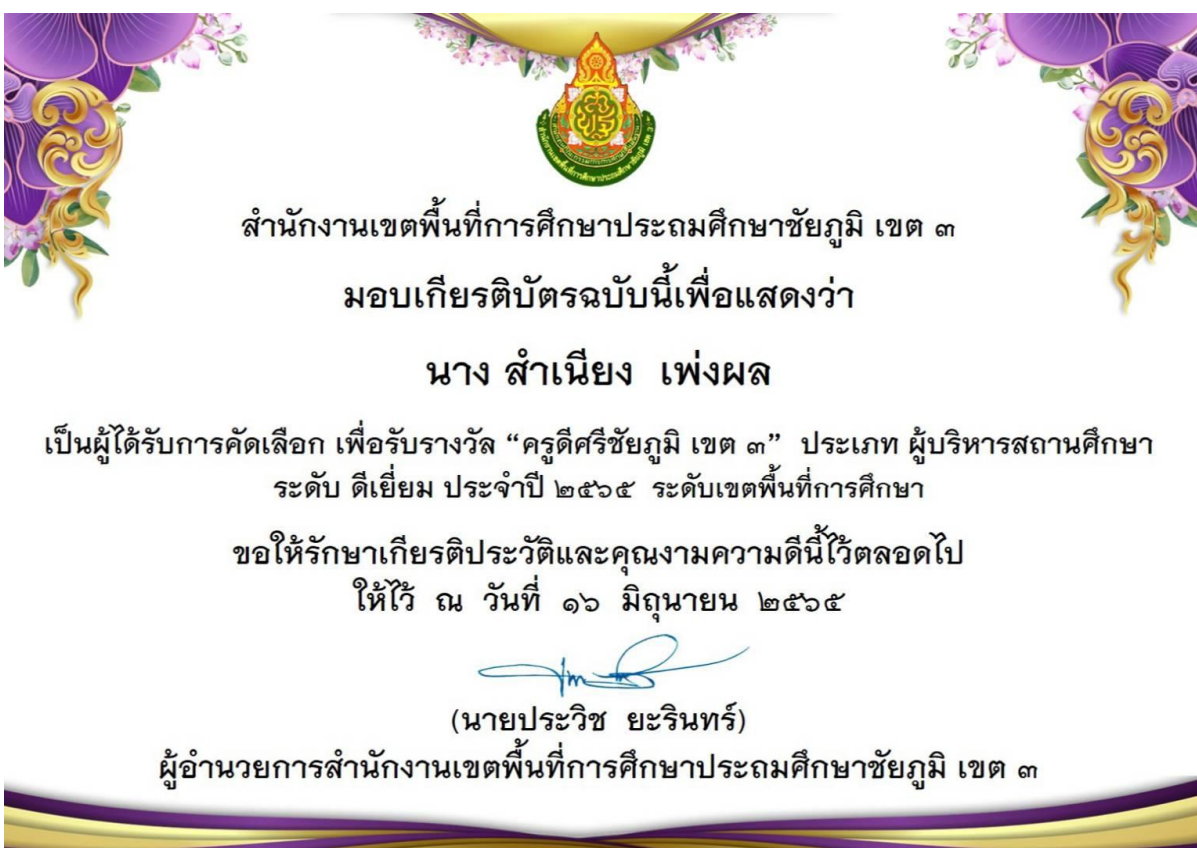 สำนักงานเขตพื้นที่การศึกษาประถมศึกษาชัยภูมิ เขต ๓
มอบเกียรติบัตรฉบับนี้เพื่อแสดงว่า
นาง สำเนียง เพ่งผล
เป็นผู้ได้รับการคัดเลือก เพื่อรับรางวัล “ครูดีศรีชัยภูมิ เขต ๓” ประเภท ผู้บริหารสถานศึกษา
ระดับ ดีเยี่ยม ประจำปี ๒๕๖๕ ระดับเขตพื้นที่การศึกษา
ขอให้รักษาเกียรติประวัติและคุณงามความดีนี้ไว้ตลอดไป
ให้ไว้ ณ วันที่ ๑๖ มิถุนายน ๒๕๖๕
(นายประวิช ยะรินทร์)
ผู้อำนวยการสำนักงานเขตพื้นที่การศึกษาประถมศึกษาชัยภูมิ เขต ๓